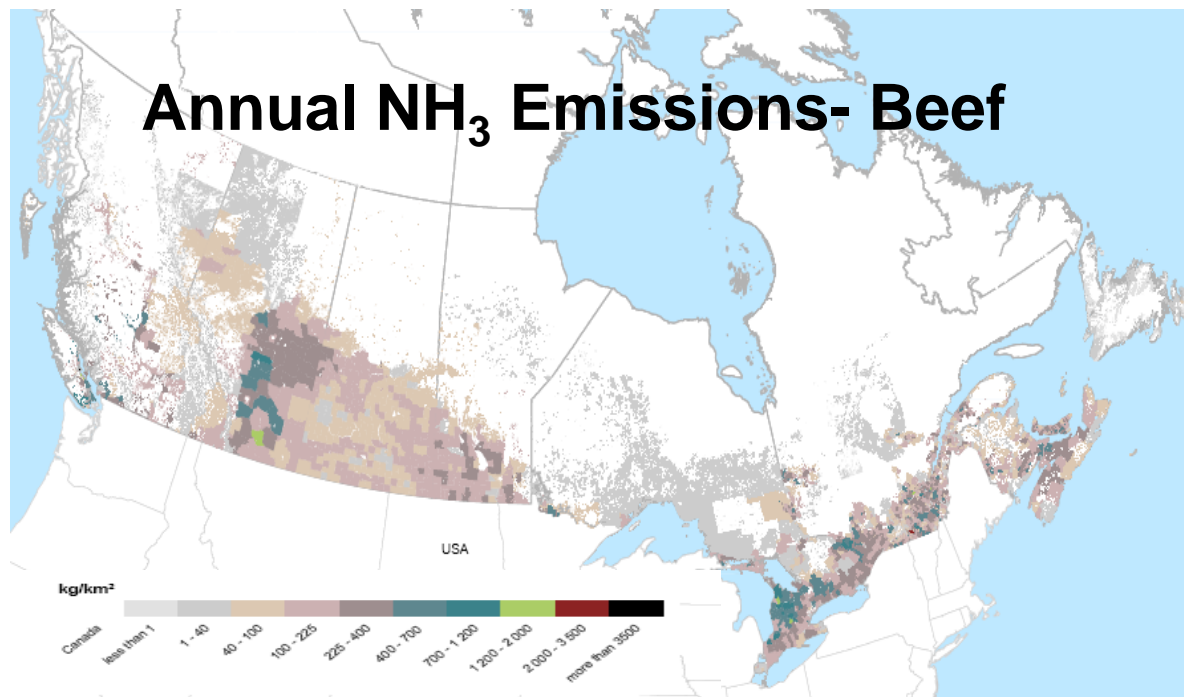 Annual NH₃ Emissions- Beef
USA
kg/km²
Canada
less than 1
1 - 40
40 - 100
100 - 225
225 - 400
400 - 700
700 - 1 200
1 200 - 2 000
2 000 - 3 500
more than 3500